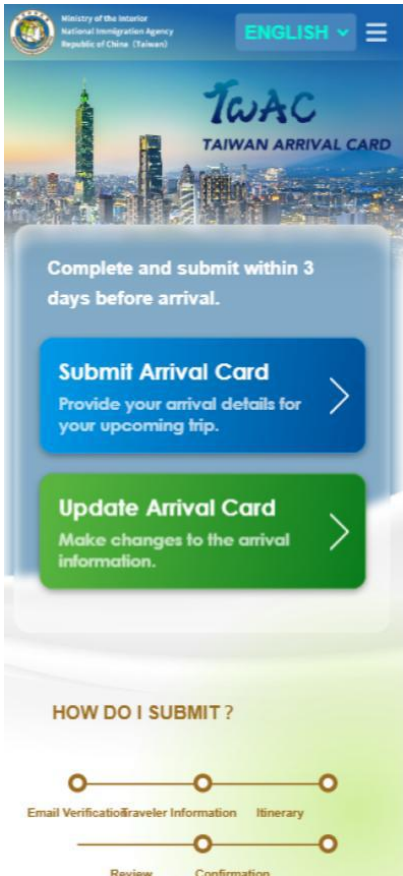 Ministry of the Interior
National Immigration Agency
Republic of China (Taiwan)
ENGLISH
TWAC
TAIWAN ARRIVAL CARD
Complete and submit within 3
days before arrival.
Submit Arrival Card
Provide your arrival details for
your upcoming trip.
Update Arrival Card
Make changes to the arrival
information.
HOW DO I SUBMIT？
Email Verification Traveler Information Itinerary
Review Confirmation